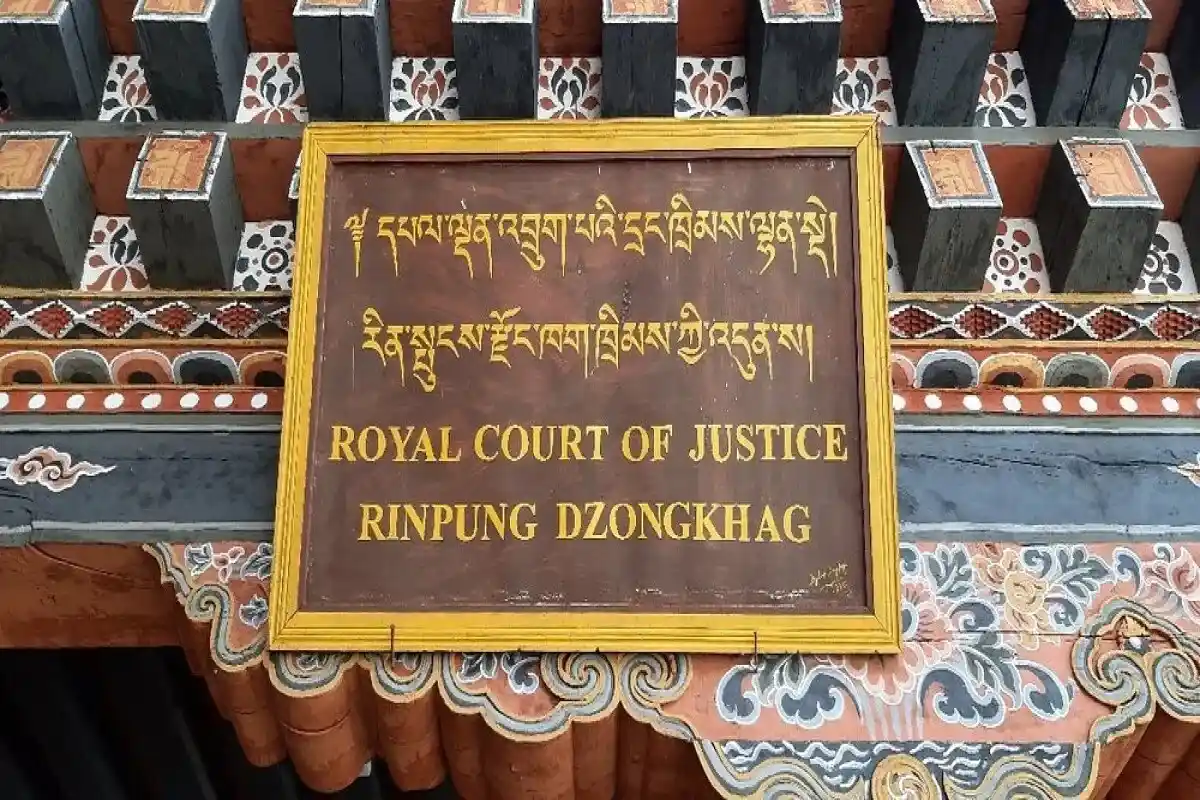 ༄༅། དཔལ་ལྡན་འབྲུག་པའི་དྲང་ཁྲིམས་ལྷན་སྡེ།
རིན་སྤུངས་རྫོང་ཁག་ཁྲིམས་ཀྱི་འདུན་ས།
ROYAL COURT OF JUSTICE
RINPUNG DZONGKHAG